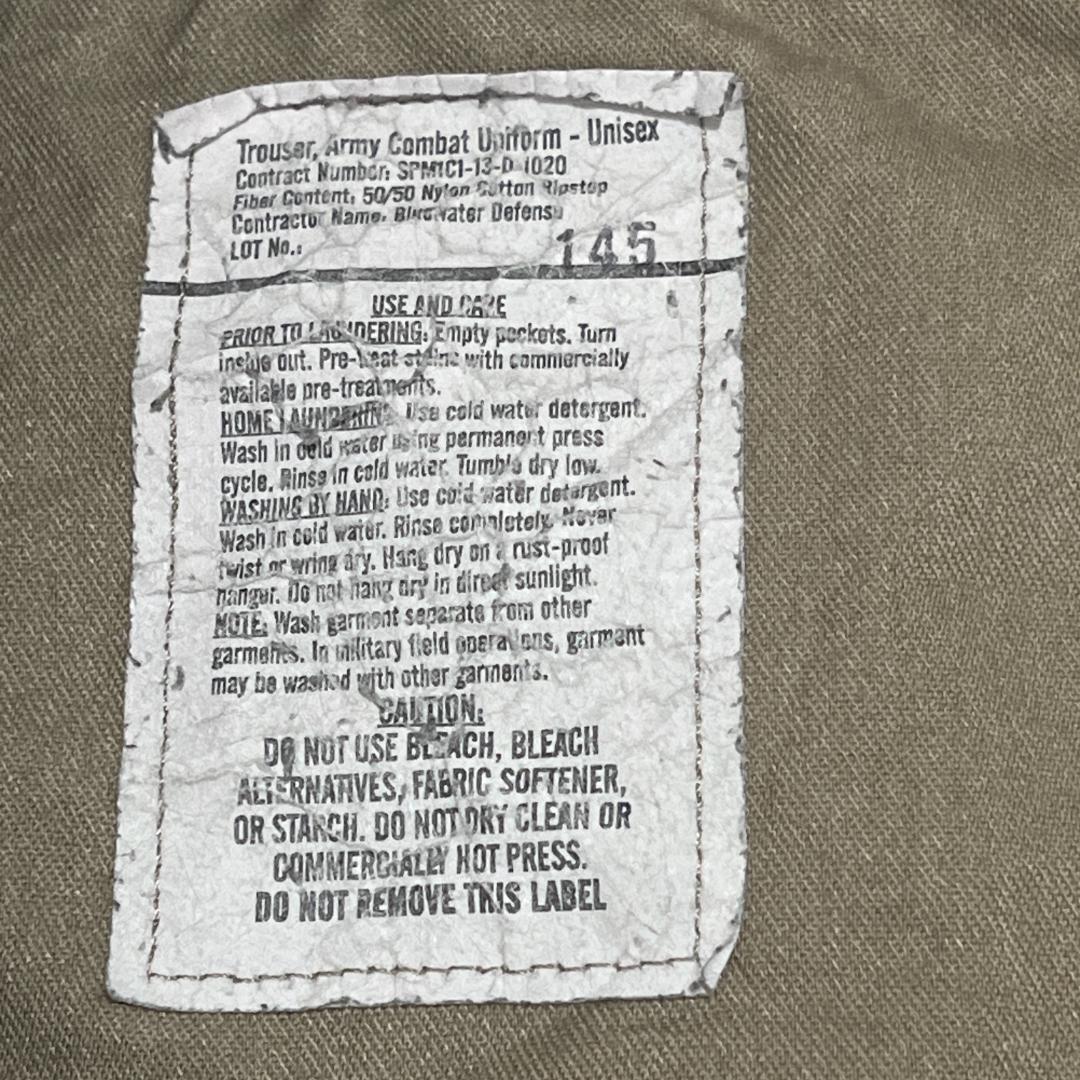 Trouser, Army Combat Uniform - Unisex
Contract Number: SPM1C1-13-D-1020
Fiber Content: 50/50 Nylon Cotton Ripstop
Contractor Name: Bluewater Defense
LOT No.: 145
USE AND CARE
PRIOR TO LAUNDERING: Empty pockets. Turn
inside out. Pre-treat stains with commercially
available pre-treatments.
HOME LAUNDERING: Use cold water detergent.
Wash in cold water using permanent press
cycle. Rinse in cold water. Tumble dry low.
WASHING BY HAND: Use cold water detergent.
Wash in cold water. Rinse completely. Never
twist or wring dry. Hang dry on a rust-proof
hanger. Do not hang dry in direct sunlight.
NOTE: Wash garment separate from other
garments. In military field operations, garment
may be washed with other garments.
CAUTION:
DO NOT USE BLEACH, BLEACH
ALTERNATIVES, FABRIC SOFTENER,
OR STARCH. DO NOT DRY CLEAN OR
COMMERCIALLY HOT PRESS.
DO NOT REMOVE THIS LABEL